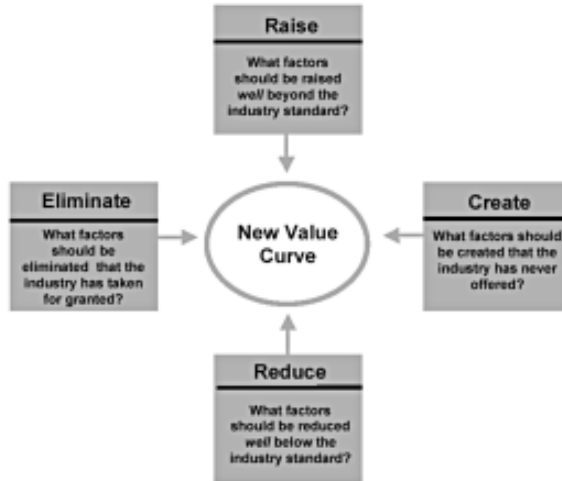 Raise
What factors
should be raised
well beyond the
industry standard?
Eliminate
What factors
should be
eliminated that the
industry has taken
for granted?
New Value
Curve
Create
What factors should
be created that the
industry has never
offered?
Reduce
What factors
should be reduced
well below the
industry standard?